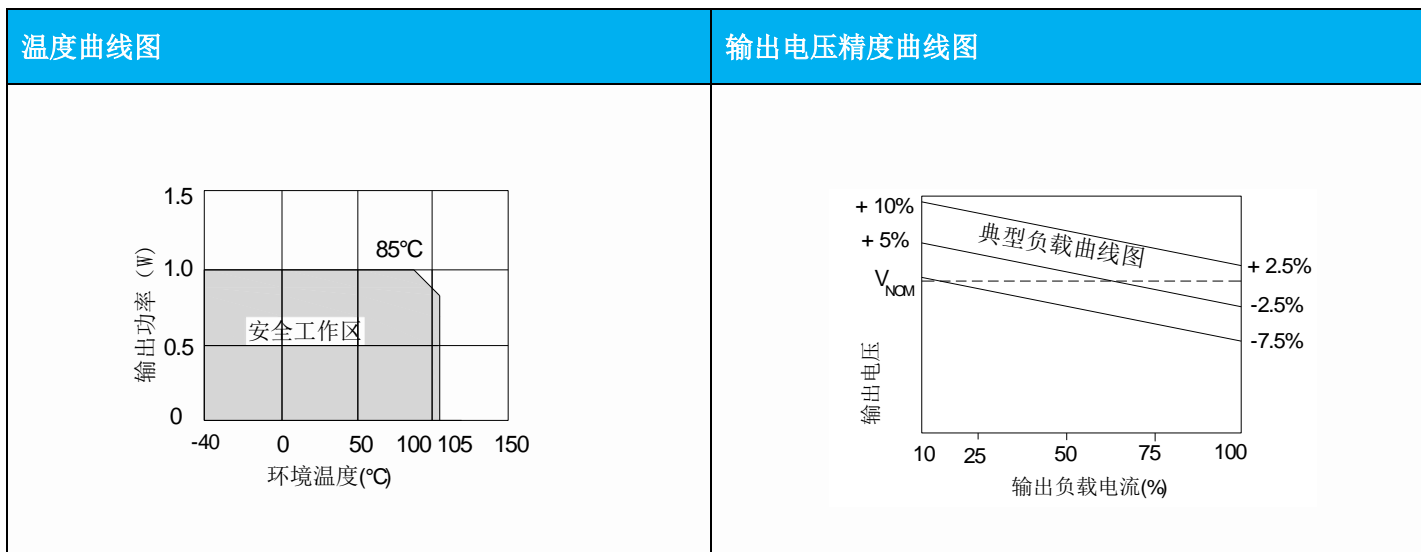 温度曲线图
输出电压精度曲线图
1.5
85℃
1.0
输出功率（W）
安全工作区
0.5
0
-40 0 50 100 105 150
环境温度(℃)
+ 10%
典型负载曲线图
+ 5%
+ 2.5%
VNOM
-2.5%
-7.5%
输出电压
10 25 50 75 100
输出负载电流(%)